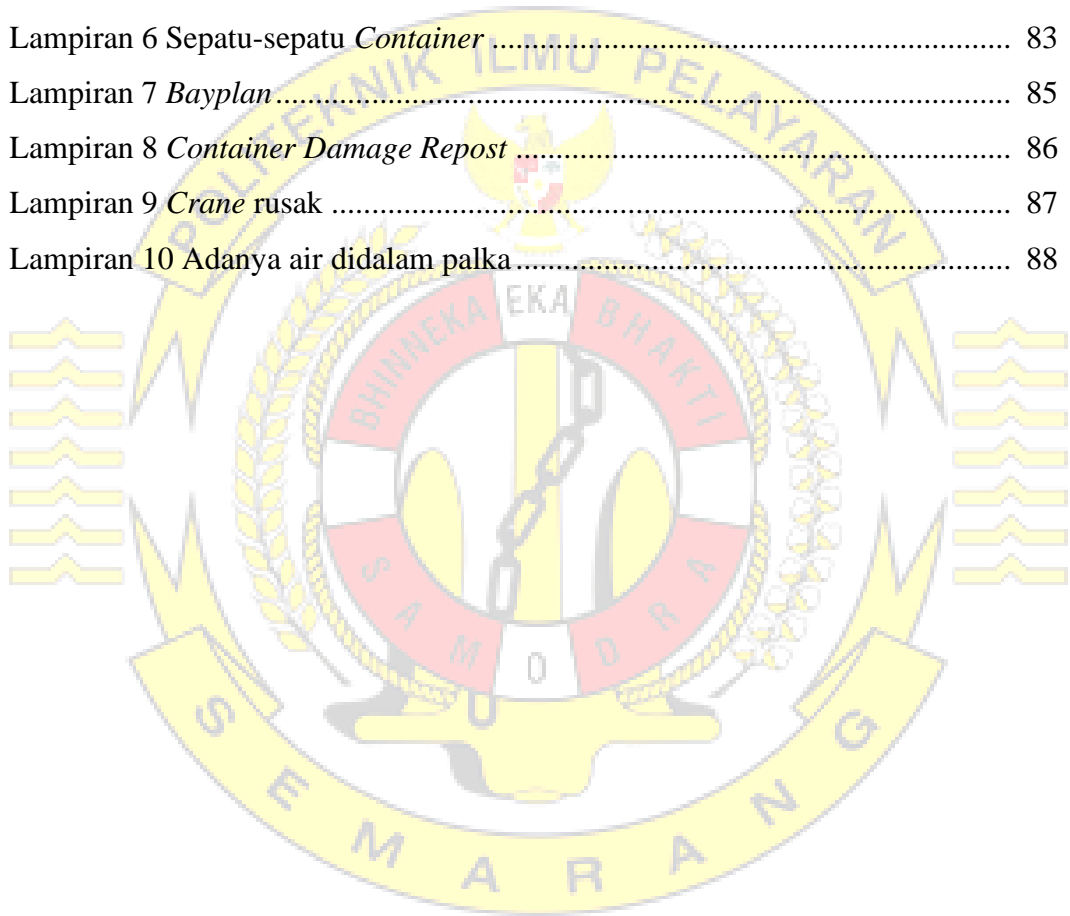 Lampiran 6 Sepatu-sepatu Container ........................................................... 83
Lampiran 7 Bayplan ........................................................... 85
Lampiran 8 Container Damage Repost ........................................................... 86
Lampiran 9 Crane rusak ........................................................... 87
Lampiran 10 Adanya air didalam palka ........................................................... 88
POLITEKNIK ILMU PELAYARAN
BHINNEKA EKA BHAKTI
SAMODRA
SEMARANG